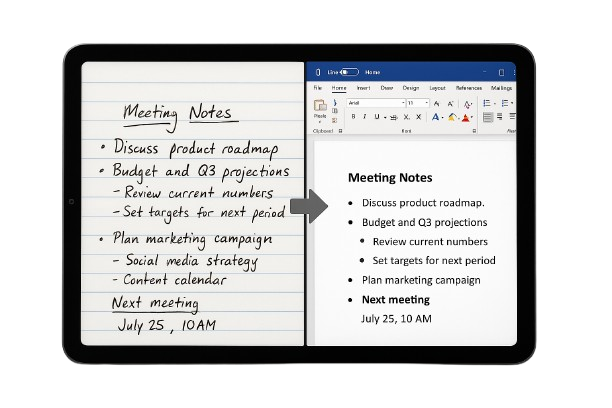 Meeting Notes
• Discuss product roadmap
• Budget and Q3 projections
– Review current numbers
– Set targets for next period
• Plan marketing campaign
– Social media strategy
– Content calendar
Next meeting
July 25, 10 AM
Line Home
File Home Insert Draw Design Layout References Mailings
Arial 11
B I U
Clipboard Font
Meeting Notes
• Discuss product roadmap.
• Budget and Q3 projections
• Review current numbers
• Set targets for next period
• Plan marketing campaign
• Next meeting
July 25, 10 AM